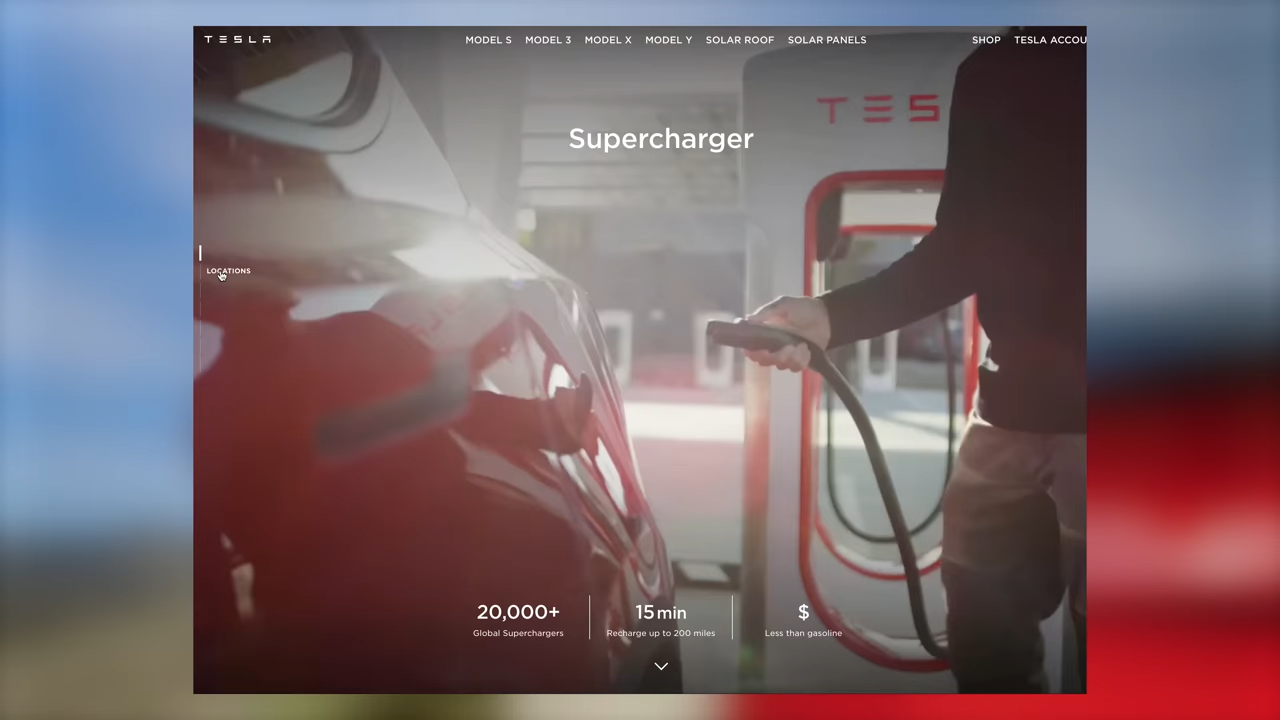 TESLA
MODEL S MODEL 3 MODEL X MODEL Y SOLAR ROOF SOLAR PANELS
SHOP TESLA ACCOU
TES
Supercharger
LOCATIONS
20,000+
Global Superchargers
15 min
Recharge up to 200 miles
$
Less than gasoline